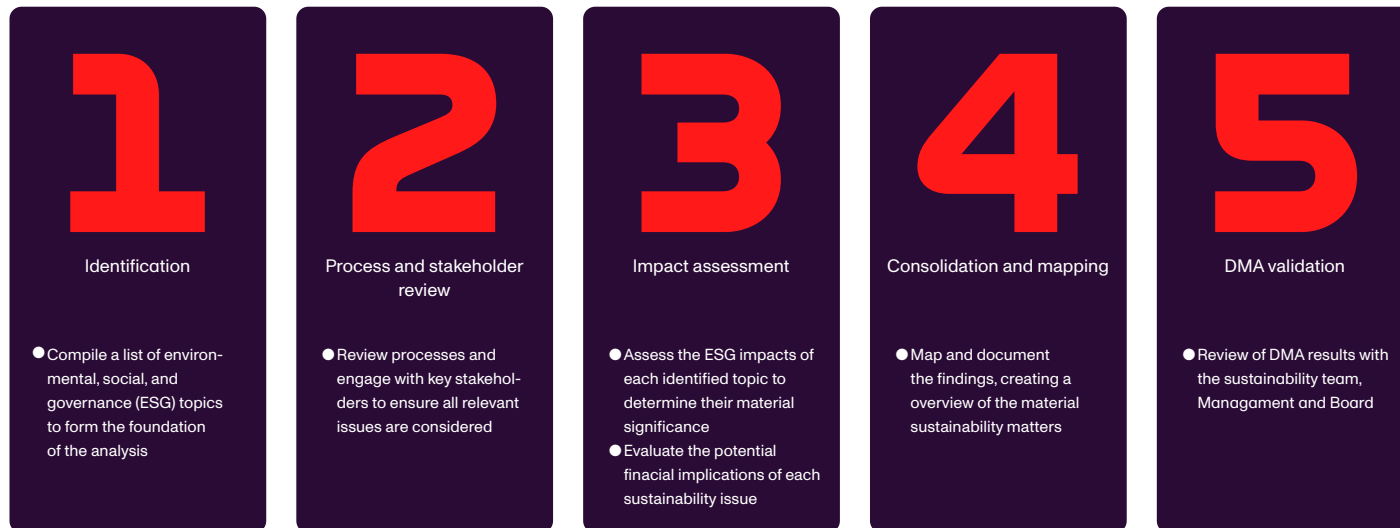 1
Identification
● Compile a list of environ-
mental, social, and
governance (ESG) topics
to form the foundation
of the analysis
2
Process and stakeholder
review
● Review processes and
engage with key stakehol-
ders to ensure all relevant
issues are considered
3
Impact assessment
● Assess the ESG impacts of
each identified topic to
determine their material
significance
● Evaluate the potential
finacial implications of each
sustainability issue
4
Consolidation and mapping
● Map and document
the findings, creating a
overview of the material
sustainability matters
5
DMA validation
● Review of DMA results with
the sustainability team,
Managament and Board